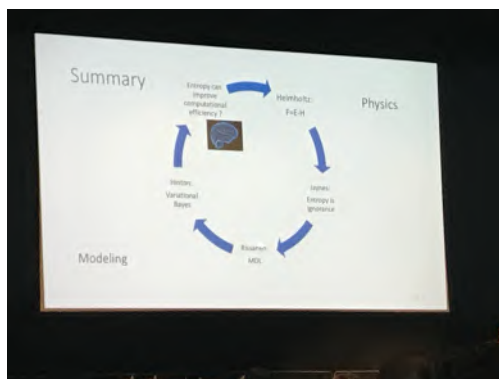 Summary
Physics
Entropy can
improve
computational
efficiency?
Helmholtz:
F=E-H
Jaynes:
Entropy is
Ignorance
Rissanen:
MDL
Hinton:
Variational
Bayes
Modeling